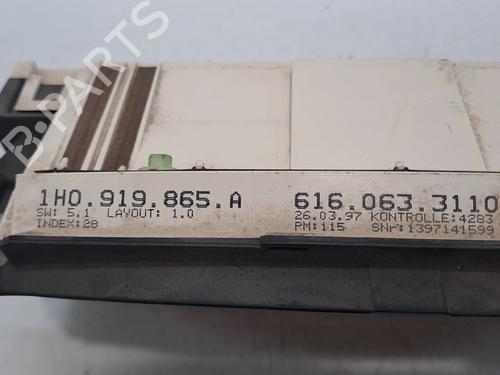 B-PARTS
1H0.919.865.A 616.063.3110
SW: 5.1 LAYOUT: 1.0 26.03.97 KONTROLLE:4283
INDEX:28 PM:115 SNr:1397141599